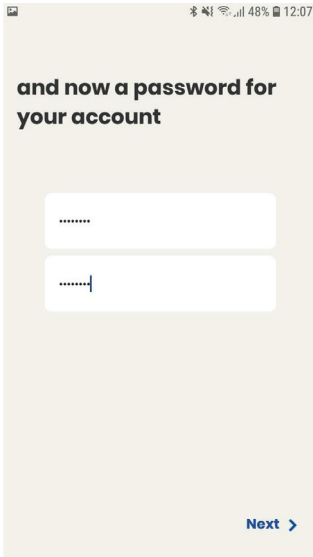 48% 12:07
and now a password for
your account
••••••••
••••••••
Next >